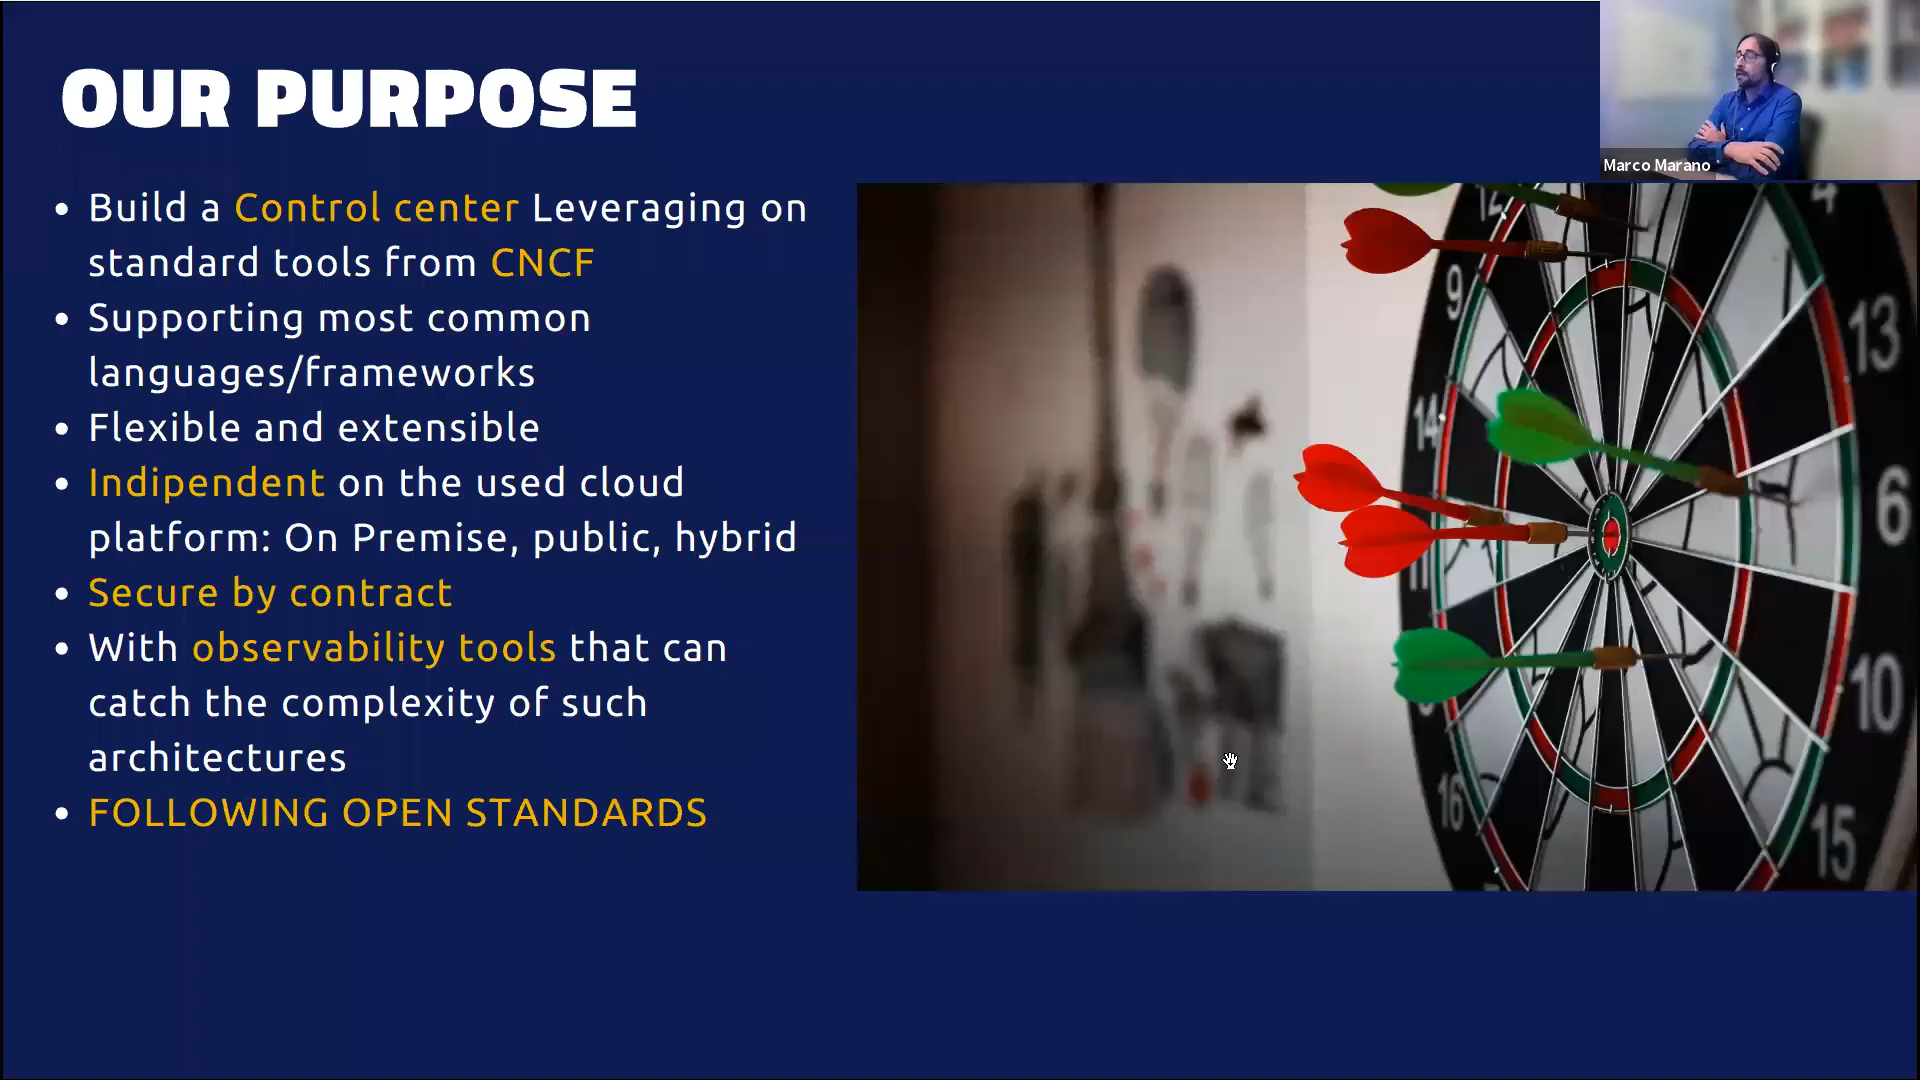 OUR PURPOSE
Marco Marano
• Build a Control center Leveraging on
standard tools from CNCF
• Supporting most common
languages/frameworks
• Flexible and extensible
• Indipendent on the used cloud
platform: On Premise, public, hybrid
• Secure by contract
• With observability tools that can
catch the complexity of such
architectures
• FOLLOWING OPEN STANDARDS
12
4
9
13
14
6
11
10
16
15